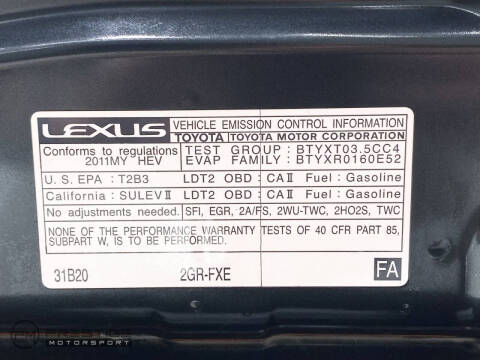 LEXUS VEHICLE EMISSION CONTROL INFORMATION
TOYOTA TOYOTA MOTOR CORPORATION
Conforms to regulations TEST GROUP : BTYXT03.5CC4
2011MY HEV EVAP FAMILY : BTYXR0160E52
U. S. EPA : T2B3 LDT2 OBD : CAⅡ Fuel : Gasoline
California : SULEVⅡ LDT2 OBD : CAⅡ Fuel : Gasoline
No adjustments needed. SFI, EGR, 2A/FS, 2WU-TWC, 2HO2S, TWC
NONE OF THE PERFORMANCE WARRANTY TESTS OF 40 CFR PART 85,
SUBPART W, IS TO BE PERFORMED.
31B20 2GR-FXE FA
PM PRESTIGE
MOTORSPORT